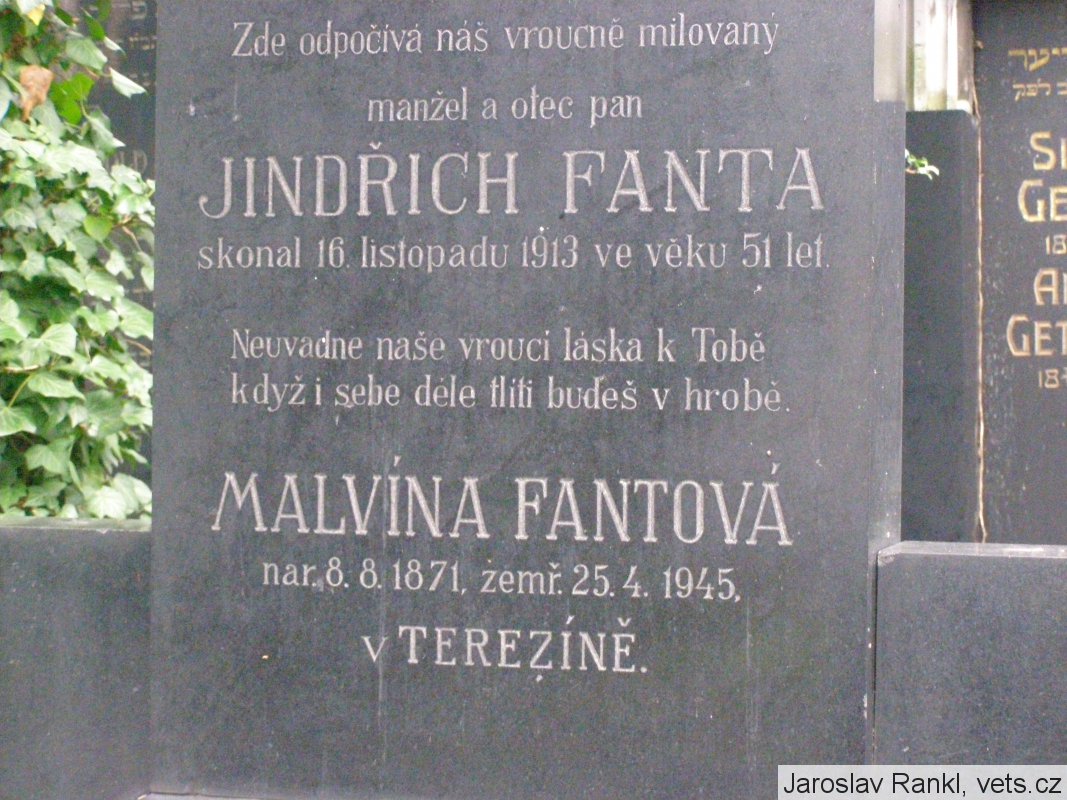 Zde odpočívá náš vroucně milovaný
manžel a otec pan
JINDŘICH FANTA
skonal 16. listopadu 1913 ve věku 51 let.
Neuvadne naše vroucí láska k Tobě
když i sebe déle tlíti budeš v hrobě.
MALVÍNA FANTOVÁ
nar. 8. 8. 1871, zemř. 25. 4. 1945,
v TEREZÍNĚ.
Jaroslav Rankl, vets.cz